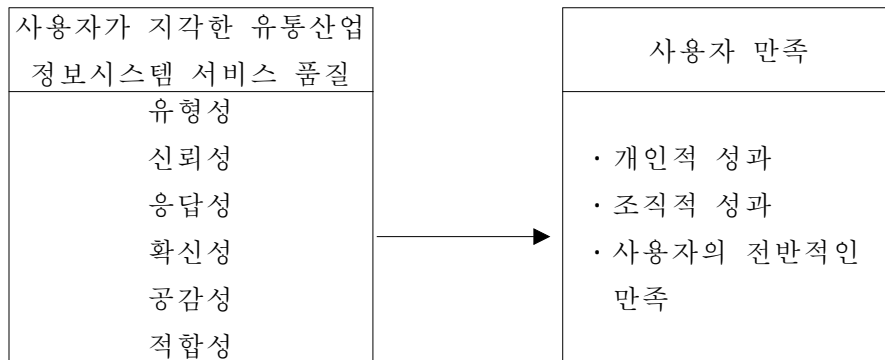 사용자가 지각한 유통산업
정보시스템 서비스 품질
유형성
신뢰성
응답성
확신성
공감성
적합성
사용자 만족
· 개인적 성과
· 조직적 성과
· 사용자의 전반적인
만족